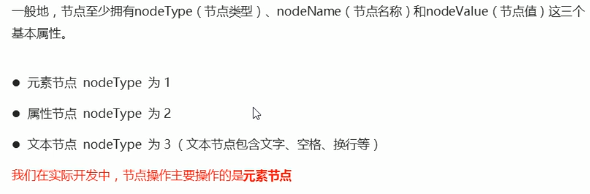 一般地，节点至少拥有nodeType（节点类型）、nodeName（节点名称）和nodeValue（节点值）这三个
基本属性。
● 元素节点 nodeType 为 1
● 属性节点 nodeType 为 2
● 文本节点 nodeType 为 3（文本节点包含文字、空格、换行等）
我们在实际开发中，节点操作主要操作的是元素节点